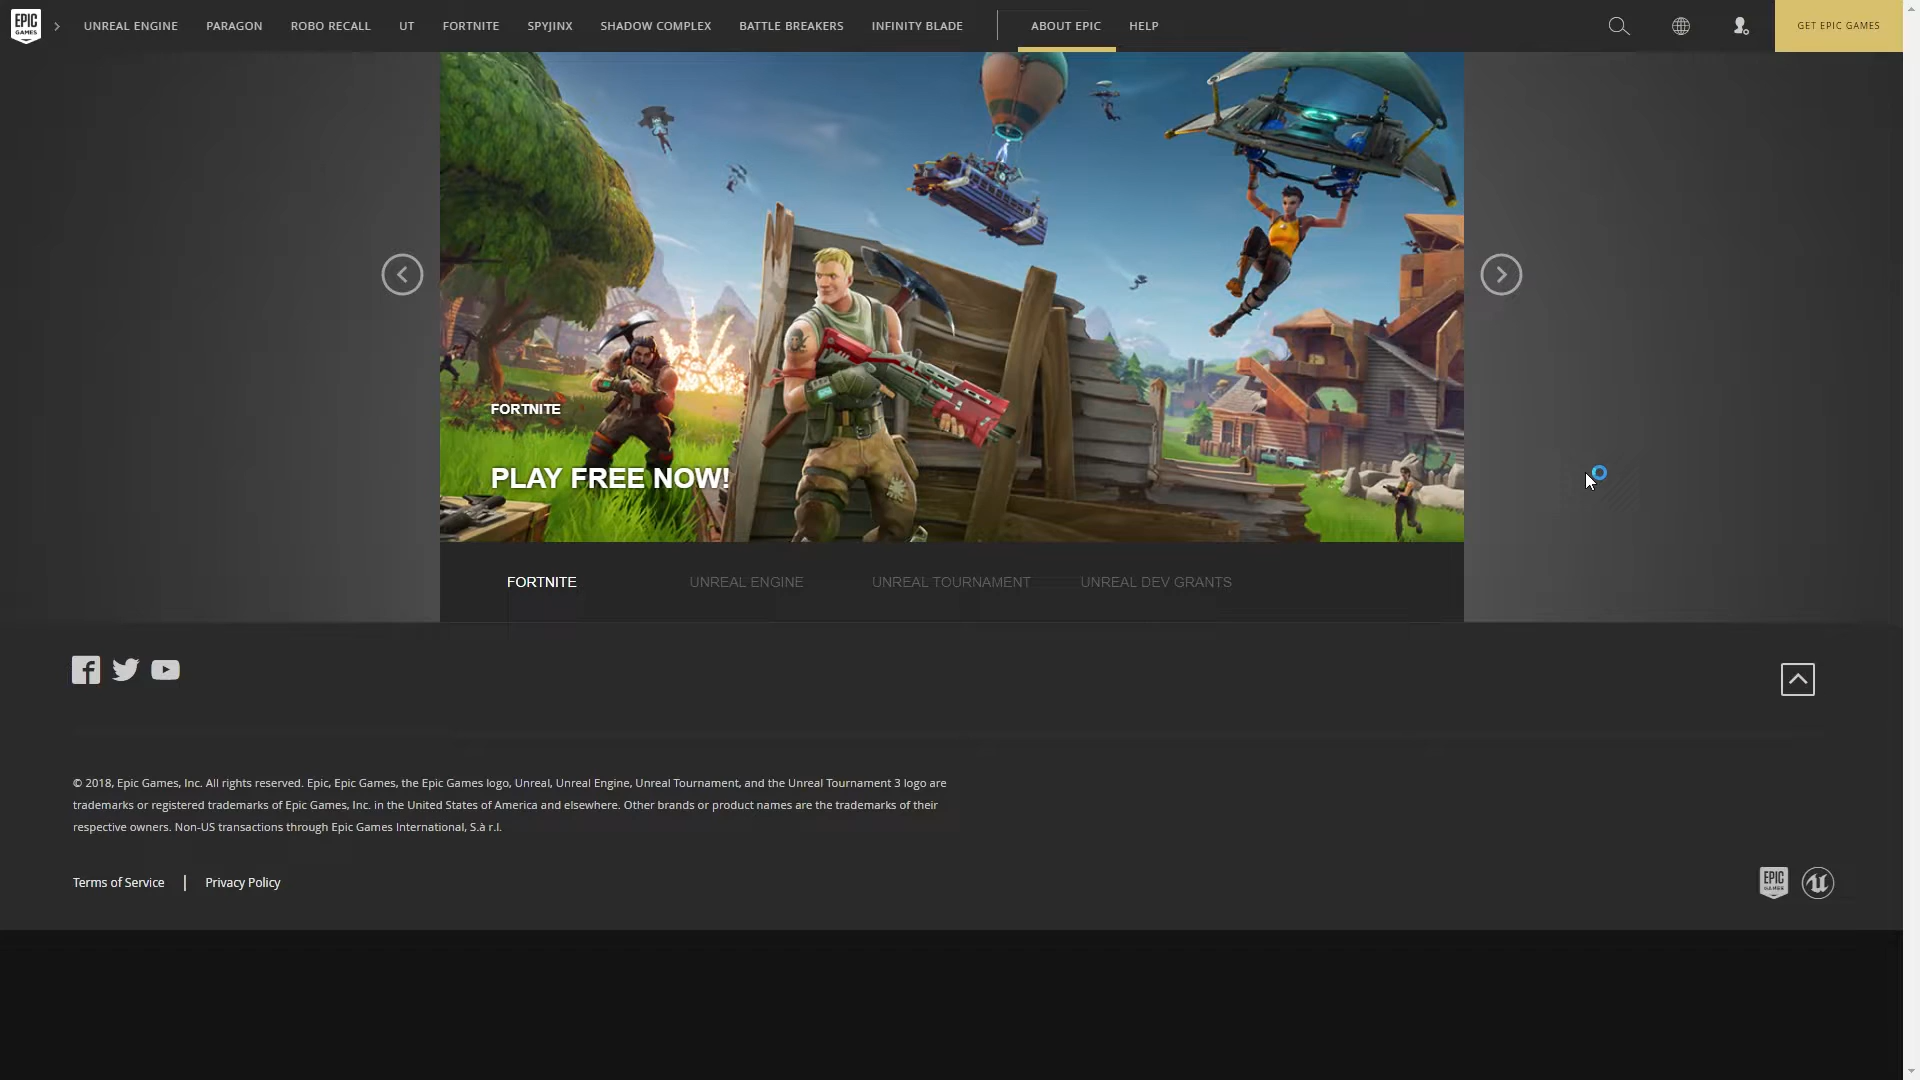 EPIC GAMES
UNREAL ENGINE PARAGON ROBO RECALL UT FORTNITE SPYJINX SHADOW COMPLEX BATTLE BREAKERS INFINITY BLADE ABOUT EPIC HELP GET EPIC GAMES
FORTNITE
PLAY FREE NOW!
FORTNITE UNREAL ENGINE UNREAL TOURNAMENT UNREAL DEV GRANTS
© 2018, Epic Games, Inc. All rights reserved. Epic, Epic Games, the Epic Games logo, Unreal, Unreal Engine, Unreal Tournament, and the Unreal Tournament 3 logo are
trademarks or registered trademarks of Epic Games, Inc. in the United States of America and elsewhere. Other brands or product names are the trademarks of their
respective owners. Non-US transactions through Epic Games International, S.à r.l.
Terms of Service | Privacy Policy
EPIC GAMES